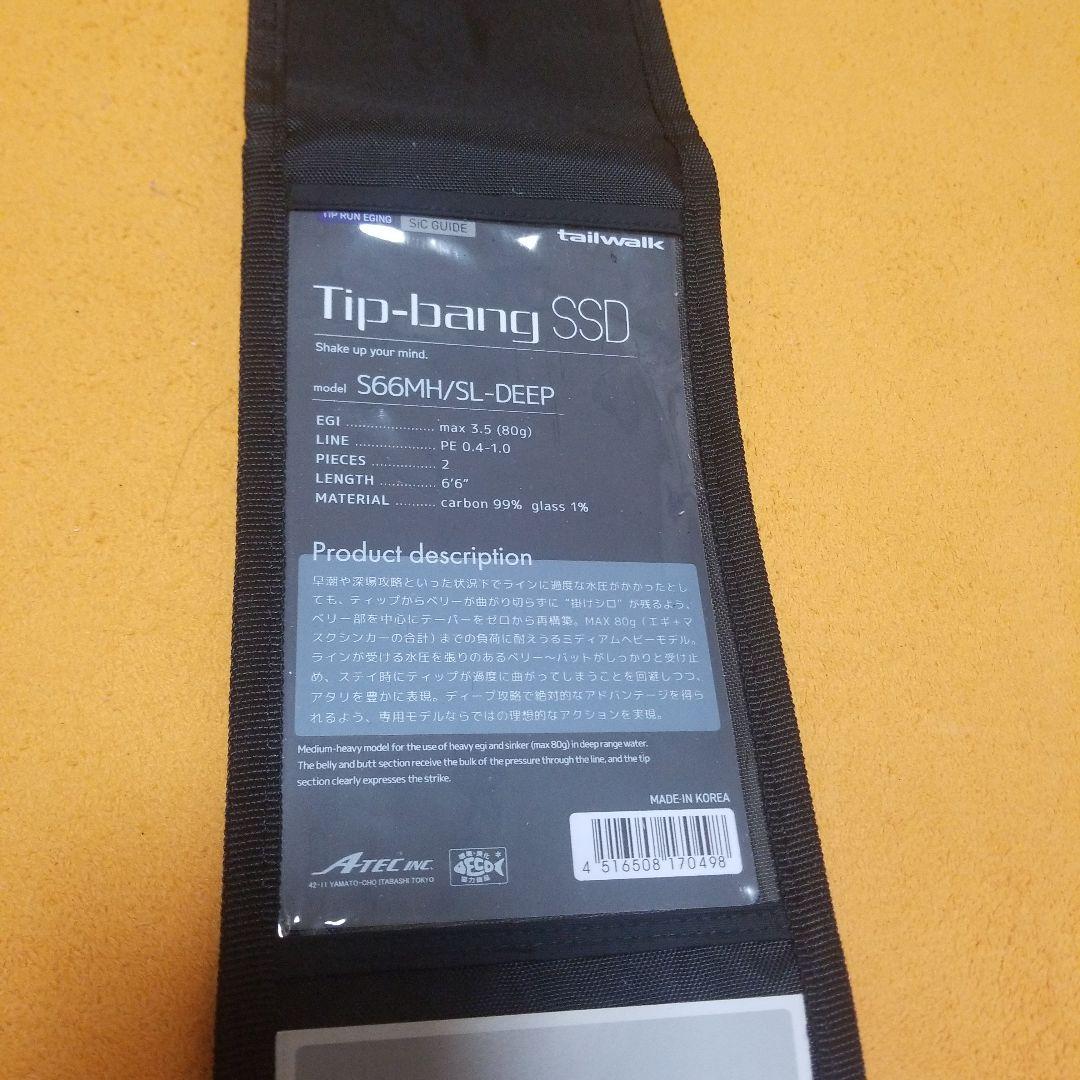 TIP RUN EGING SiC GUIDE
tailwalk
Tip-bang SSD
Shake up your mind.
model S66MH/SL-DEEP
EGI ...................... max 3.5 (80g)
LINE .................... PE 0.4-1.0
PIECES ................ 2
LENGTH .............. 6'6"
MATERIAL .......... carbon 99% glass 1%
Product description
早潮や深場攻略といった状況下でラインに過度な水圧がかかったとし
ても、ティップからベリーが曲がり切らずに“掛けシロ”が残るよう、
ベリー部を中心にテーパーをゼロから再構築。MAX 80g（エギ+マ
スクシンカーの合計）までの負荷に耐えうるミディアムヘビーモデル。
ラインが受ける水圧を張りのあるベリー〜バットがしっかりと受け止
め、ステイ時にティップが過度に曲がってしまうことを回避しつつ、
アタリを豊かに表現。ディープ攻略で絶対的なアドバンテージを得ら
れるよう、専用モデルならではの理想的なアクションを実現。
Medium-heavy model for the use of heavy egi and sinker (max 80g) in deep range water.
The belly and butt section receive the bulk of the pressure through the line, and the tip
section clearly expresses the strike.
MADE-IN KOREA
4 516508 170498
A-TEC INC.
42-11 YAMATO-CHO ITABASHI TOKYO
ECO